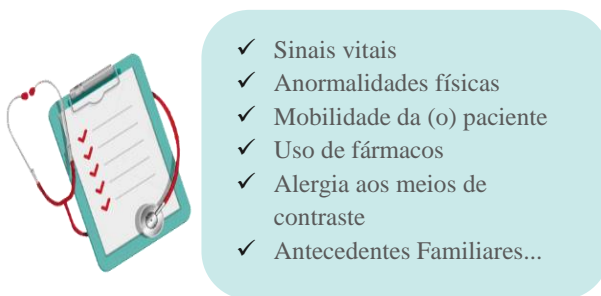 ✓ Sinais vitais
✓ Anormalidades físicas
✓ Mobilidade da (o) paciente
✓ Uso de fármacos
✓ Alergia aos meios de
contraste
✓ Antecedentes Familiares...